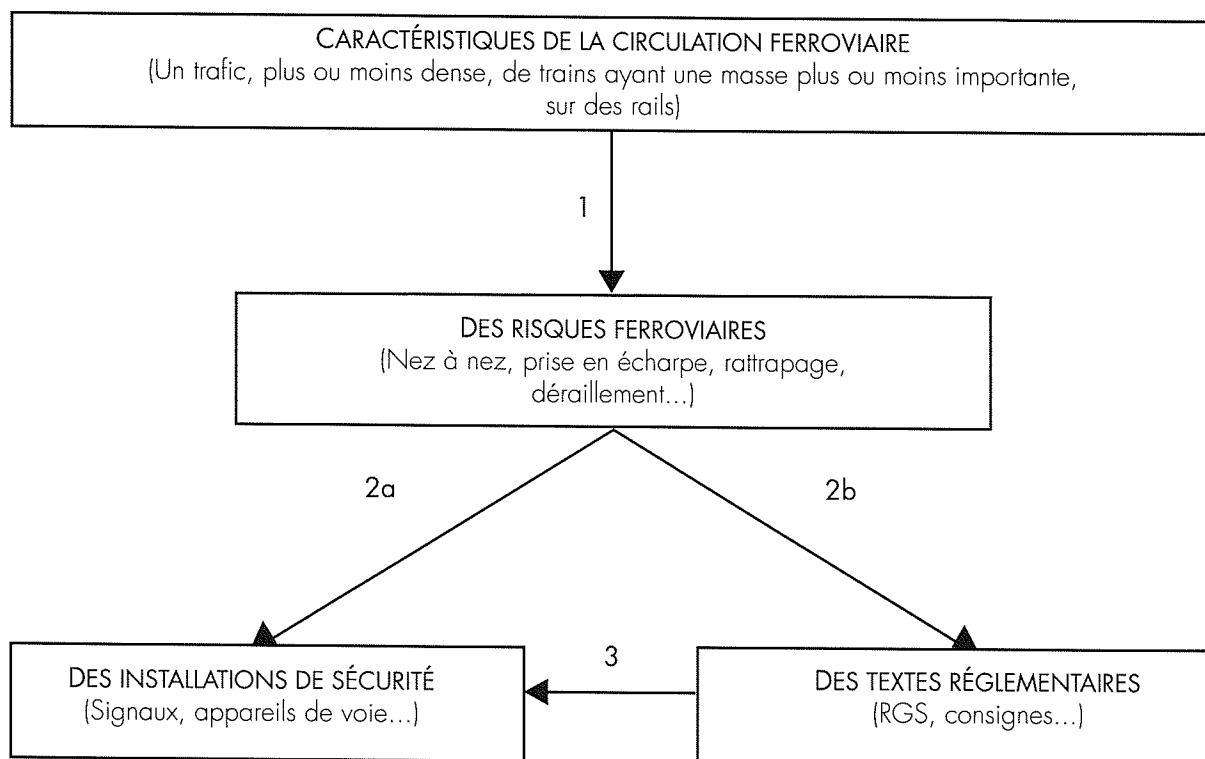 CARACTÉRISTIQUES DE LA CIRCULATION FERROVIAIRE
(Un trafic, plus ou moins dense, de trains ayant une masse plus ou moins importante,
sur des rails)
1
DES RISQUES FERROVIAIRES
(Nez à nez, prise en écharpe, rattrapage,
déraillement...)
2a
2b
3
DES INSTALLATIONS DE SÉCURITÉ
(Signaux, appareils de voie...)
DES TEXTES RÉGLEMENTAIRES
(RGS, consignes...)